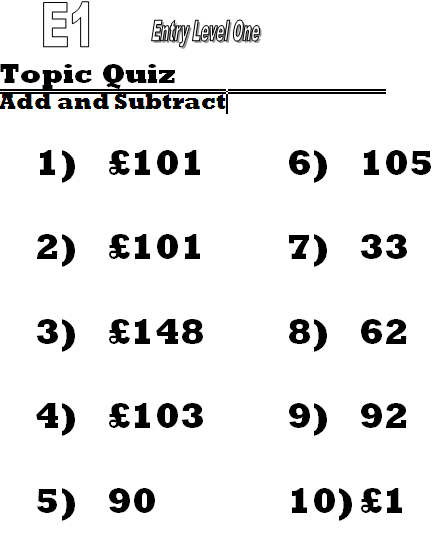 E1 Entry Level One
Topic Quiz
Add and Subtract
1) £101 6) 105
2) £101 7) 33
3) £148 8) 62
4) £103 9) 92
5) 90 10) £1